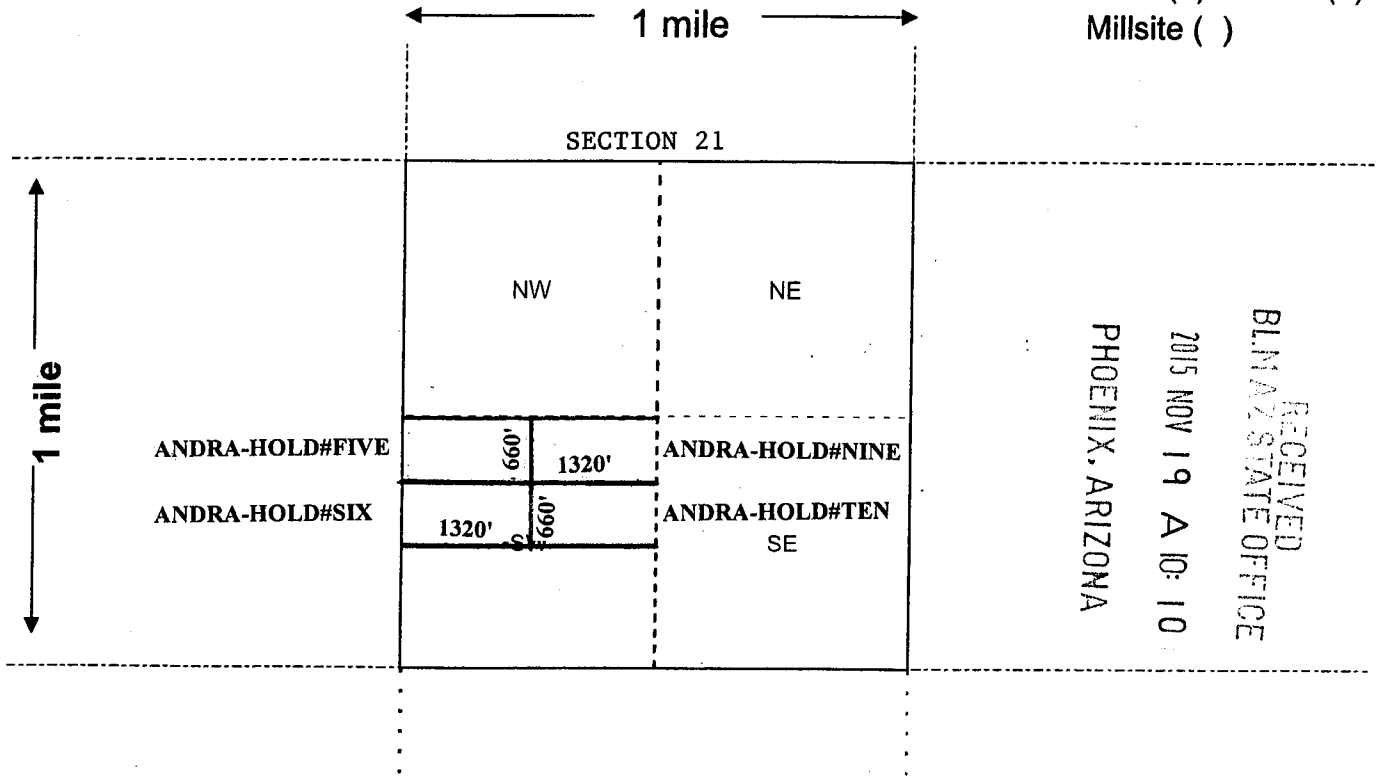 1 mile
Millsite ( )
SECTION 21
NW
NE
1 mile
ANDRA-HOLD#FIVE
660'
1320'
ANDRA-HOLD#NINE
ANDRA-HOLD#SIX
1320'
660'
ANDRA-HOLD#TEN
SE
RECEIVED
BLM AZ STATE OFFICE
2015 NOV 19 A 10: 10
PHOENIX, ARIZONA